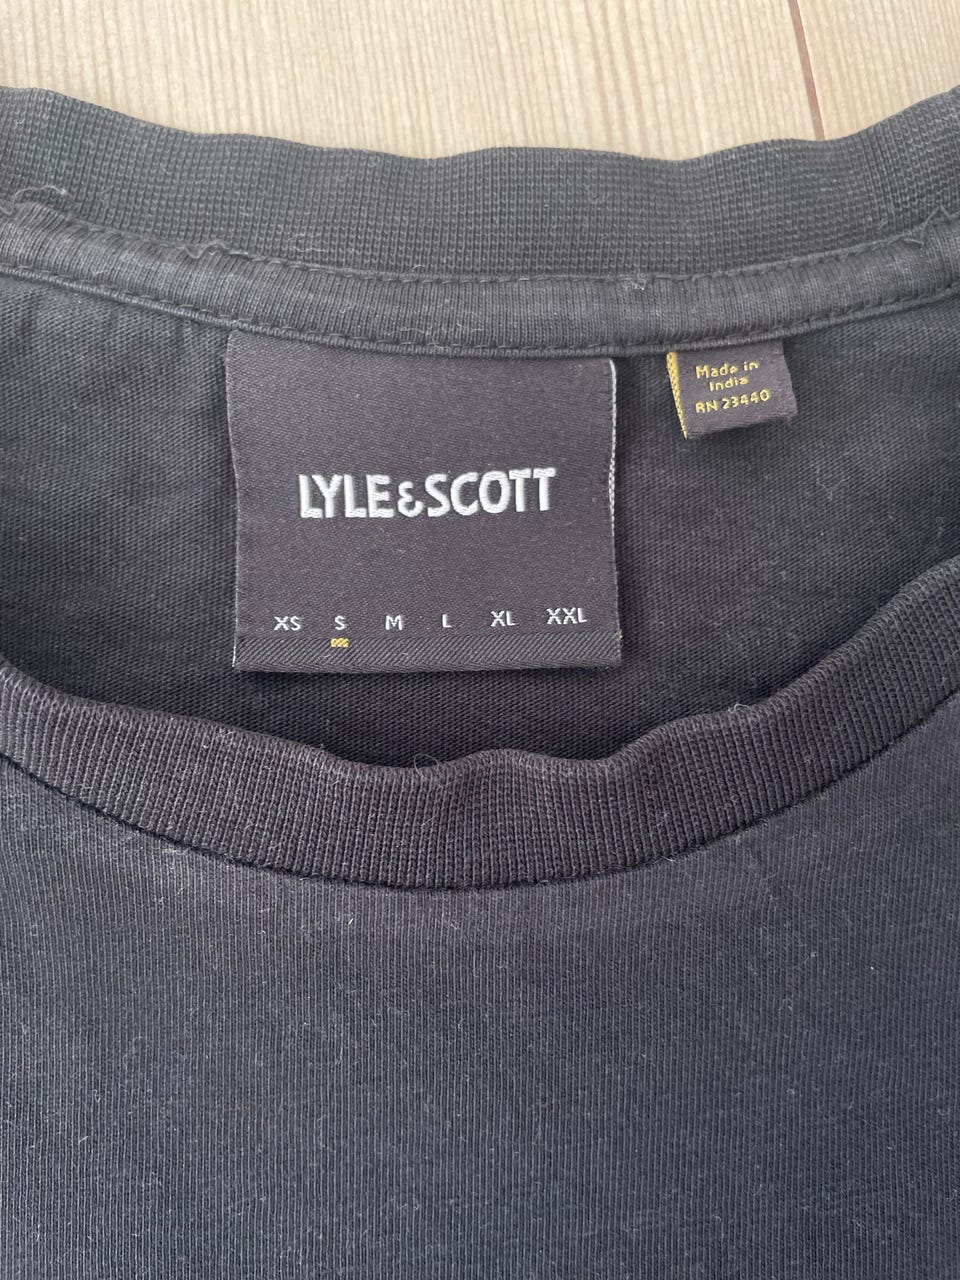 LYLE&SCOTT
XS S M L XL XXL
Made in
India
RN 23440